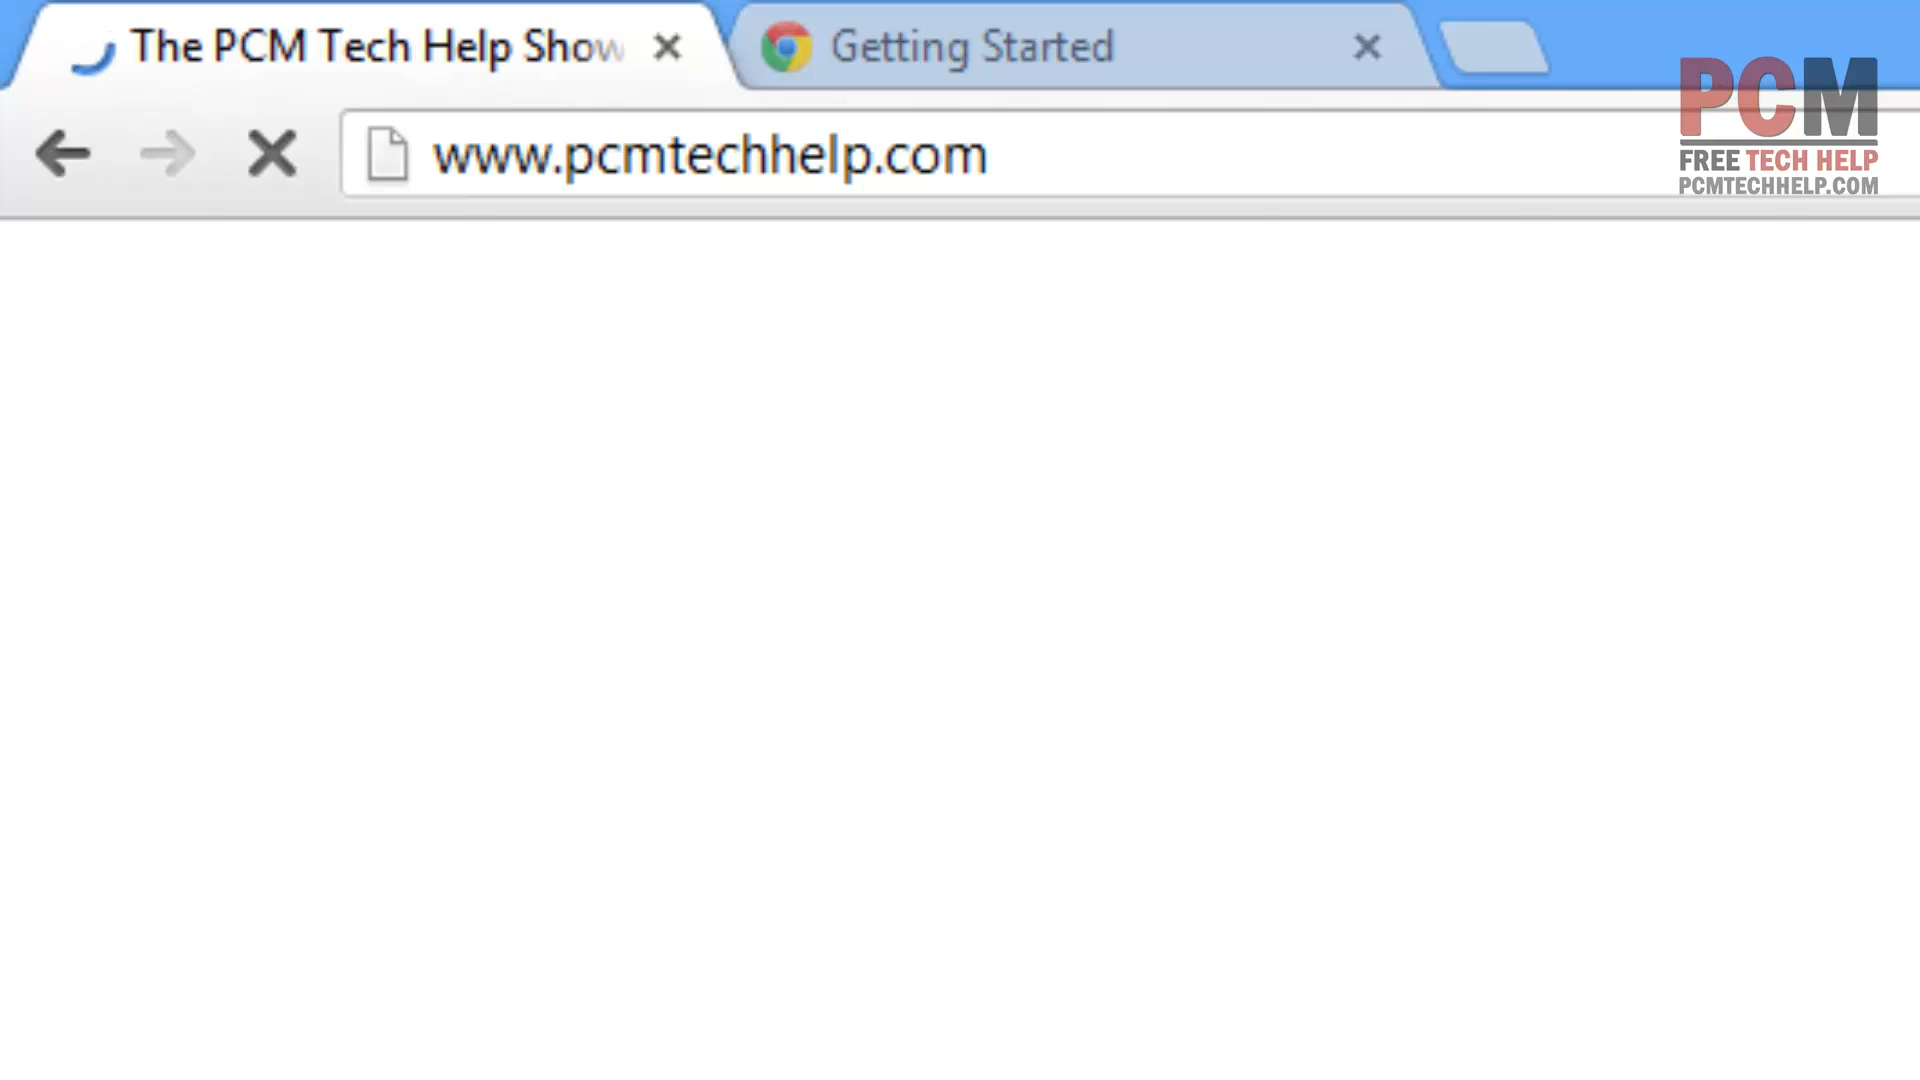 The PCM Tech Help Show
Getting Started
www.pcmtechhelp.com
PCM
FREE TECH HELP
PCMTECHHELP.COM